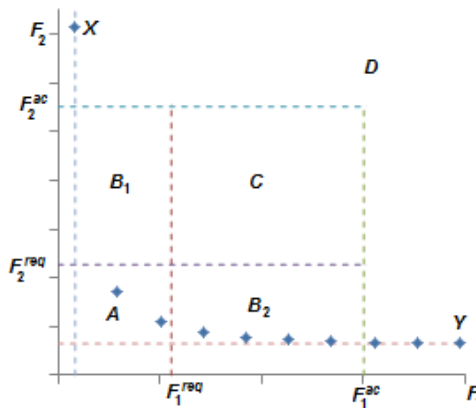 F₂ X
D
F₂ᵃᶜ
B₁ C
F₂ʳᵉq
A B₂ Y
F₁ʳᵉq F₁ᵃᶜ F